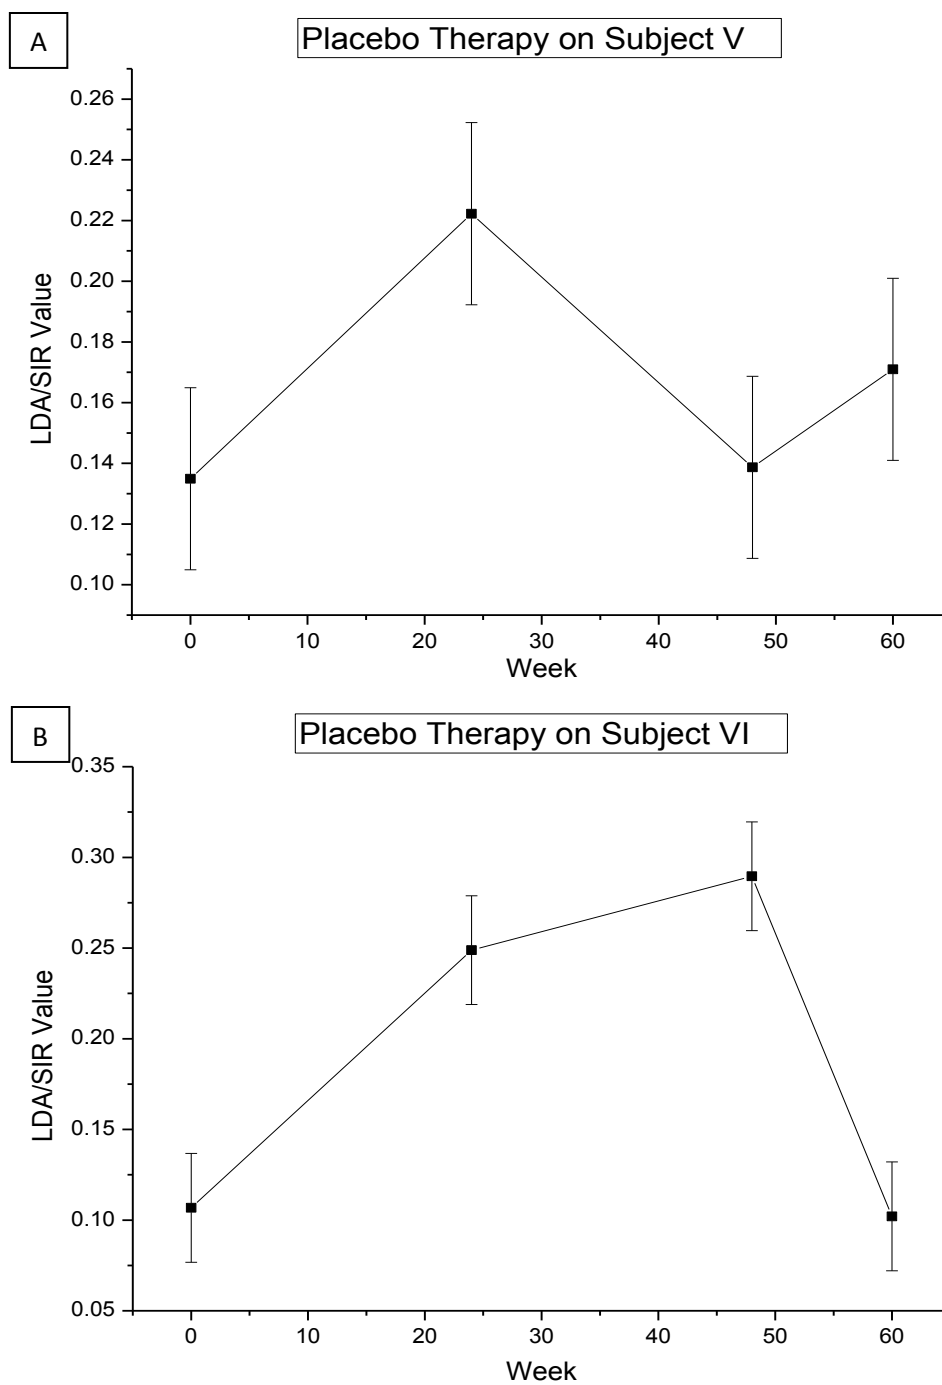 A
Placebo Therapy on Subject V
0.26
0.24
0.22
0.20
0.18
0.16
0.14
0.12
0.10
LDA/SIR Value
0 10 20 30 40 50 60
Week
B
Placebo Therapy on Subject VI
0.35
0.30
0.25
0.20
0.15
0.10
0.05
LDA/SIR Value
0 10 20 30 40 50 60
Week